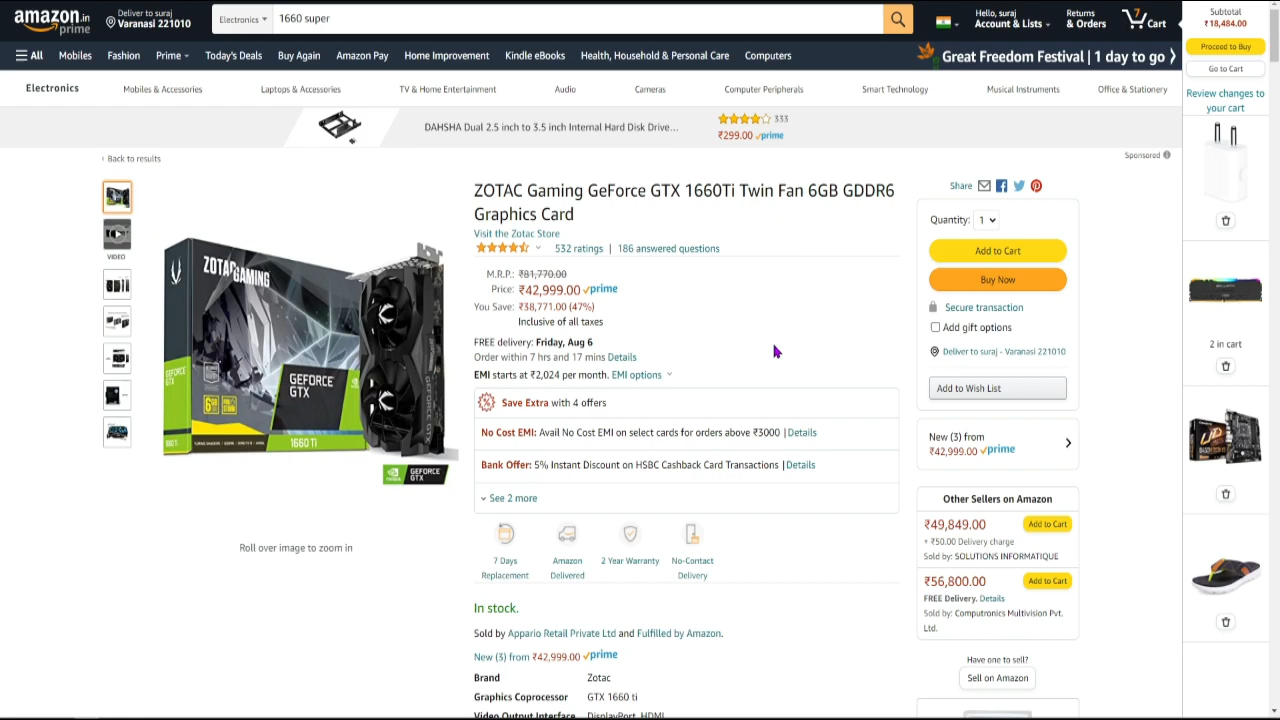 amazon.in
prime
Deliver to suraj
Varanasi 221010
Electronics
1660 super
Hello, suraj
Account & Lists
Returns
& Orders
7
Cart
All
Mobiles
Fashion
Prime
Today's Deals
Buy Again
Amazon Pay
Home Improvement
Kindle eBooks
Health, Household & Personal Care
Computers
Great Freedom Festival | 1 day to go
Electronics
Mobiles & Accessories
Laptops & Accessories
TV & Home Entertainment
Audio
Cameras
Computer Peripherals
Smart Technology
Musical Instruments
Office & Stationery
DAHSHA Dual 2.5 inch to 3.5 inch Internal Hard Disk Drive...
333
₹299.00 prime
Sponsored
‹ Back to results
VIDEO
ZOTAC GAMING
GEFORCE GTX
6GB
1660 TI
GEFORCE GTX
Roll over image to zoom in
ZOTAC Gaming GeForce GTX 1660Ti Twin Fan 6GB GDDR6
Graphics Card
Visit the Zotac Store
532 ratings | 186 answered questions
M.R.P.: ₹81,770.00
Price: ₹42,999.00 prime
You Save: ₹38,771.00 (47%)
Inclusive of all taxes
FREE delivery: Friday, Aug 6
Order within 7 hrs and 17 mins Details
EMI starts at ₹2,024 per month. EMI options
Save Extra with 4 offers
No Cost EMI: Avail No Cost EMI on select cards for orders above ₹3000 | Details
Bank Offer: 5% Instant Discount on HSBC Cashback Card Transactions | Details
See 2 more
7 Days
Replacement
Amazon
Delivered
2 Year Warranty
No-Contact
Delivery
In stock.
Sold by Appario Retail Private Ltd and Fulfilled by Amazon.
New (3) from ₹42,999.00 prime
Brand Zotac
Graphics Coprocessor GTX 1660 ti
Video Output Interface DisplayPort, HDMI
Share
Quantity: 1
Add to Cart
Buy Now
Secure transaction
Add gift options
Deliver to suraj - Varanasi 221010
Add to Wish List
New (3) from
₹42,999.00 prime
Other Sellers on Amazon
₹49,849.00
Add to Cart
+ ₹50.00 Delivery charge
Sold by: SOLUTIONS INFORMATIQUE
₹56,800.00
Add to Cart
FREE Delivery. Details
Sold by: Computronics Multivision Pvt.
Ltd.
Have one to sell?
Sell on Amazon
Subtotal
₹18,484.00
Proceed to Buy
Go to Cart
Review changes to
your cart
2 in cart